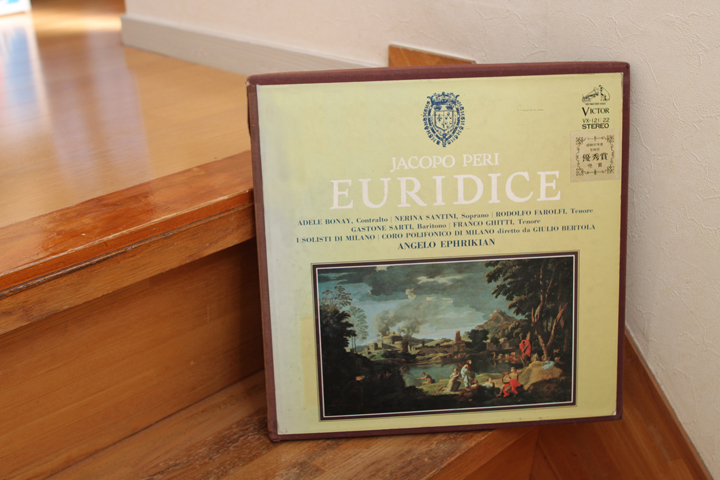 VICTOR
VX-121~22
STEREO
優秀賞
JACOPO PERI
EURIDICE
ADELE BONAY, Contralto | NERINA SANTINI, Soprano | RODOLFO FAROLFI, Tenore
GASTONE SARTI, Baritono | FRANCO GHITTI, Tenore
I SOLISTI DI MILANO | CORO POLIFONICO DI MILANO diretto da GIULIO BERTOLA
ANGELO EPHRIKIAN